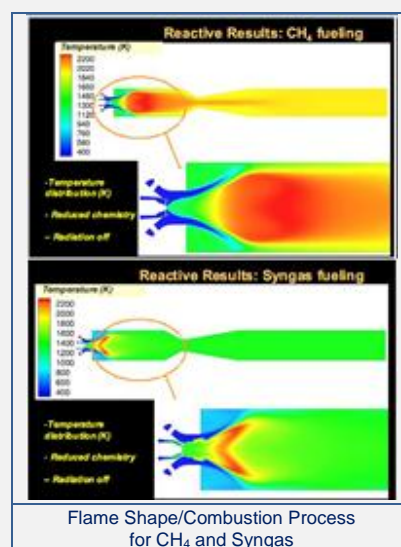 Reactive Results: CH₄ fueling
Temperature (K)
2200
2020
1840
1660
1480
1300
1120
940
760
580
400
-Temperature
distribution (K)
- Reduced chemistry
– Radiation off
Reactive Results: Syngas fueling
Temperature (K)
2200
2000
1800
1600
1400
1200
1000
800
600
400
-Temperature
distribution (K)
- Reduced chemistry
– Radiation off
Flame Shape/Combustion Process
for CH₄ and Syngas